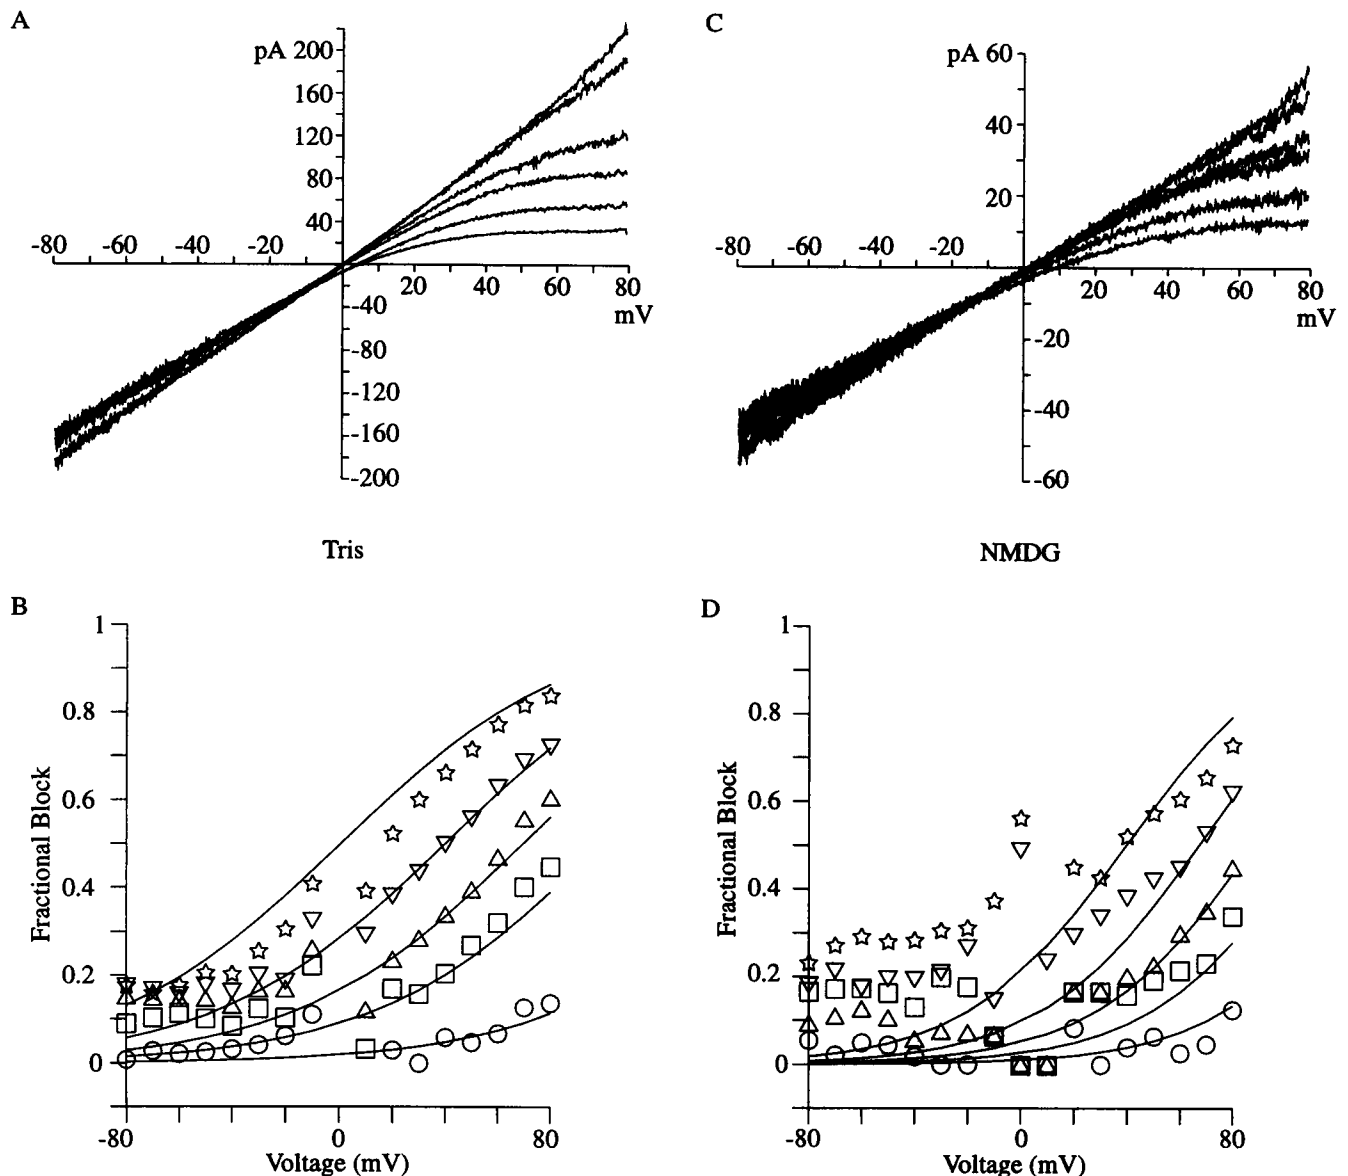 A
pA 200
160
120
80
40
-80 -60 -40 -20
20 40 60 80
mV
-40
-80
-120
-160
-200
Tris
C
pA 60
40
20
-80 -60 -40 -20
20 40 60 80
mV
-20
-40
-60
NMDG
B
1
0.8
0.6
0.4
0.2
0
Fractional Block
-80 0 80
Voltage (mV)
D
1
0.8
0.6
0.4
0.2
0
Fractional Block
-80 0 80
Voltage (mV)